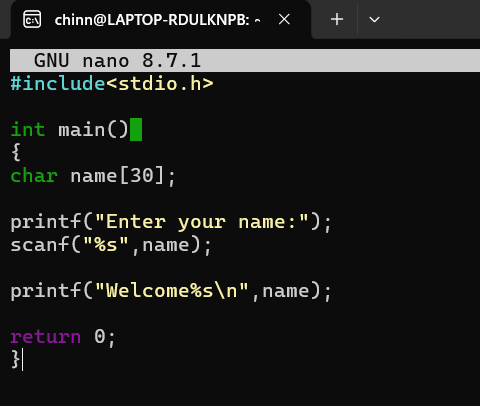 chinn@LAPTOP-RDULKNPB: ~
GNU nano 8.7.1
#include<stdio.h>
int main()
{
char name[30];
printf("Enter your name:");
scanf("%s",name);
printf("Welcome%s\n",name);
return 0;
}